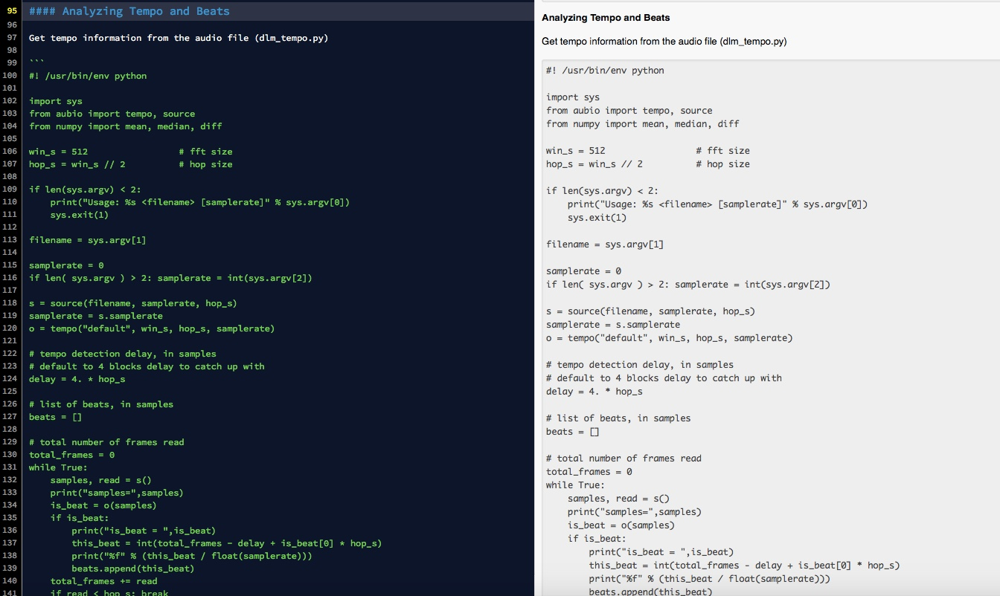 95 #### Analyzing Tempo and Beats
96
97 Get tempo information from the audio file (dlm_tempo.py)
98
99 ```
100 #! /usr/bin/env python
101
102 import sys
103 from aubio import tempo, source
104 from numpy import mean, median, diff
105
106 win_s = 512                 # fft size
107 hop_s = win_s // 2          # hop size
108
109 if len(sys.argv) < 2:
110     print("Usage: %s <filename> [samplerate]" % sys.argv[0])
111     sys.exit(1)
112
113 filename = sys.argv[1]
114
115 samplerate = 0
116 if len( sys.argv ) > 2: samplerate = int(sys.argv[2])
117
118 s = source(filename, samplerate, hop_s)
119 samplerate = s.samplerate
120 o = tempo("default", win_s, hop_s, samplerate)
121
122 # tempo detection delay, in samples
123 # default to 4 blocks delay to catch up with
124 delay = 4. * hop_s
125
126 # list of beats, in samples
127 beats = []
128
129 # total number of frames read
130 total_frames = 0
131 while True:
132     samples, read = s()
133     print("samples=",samples)
134     is_beat = o(samples)
135     if is_beat:
136         print("is_beat = ",is_beat)
137         this_beat = int(total_frames - delay + is_beat[0] * hop_s)
138         print("%f" % (this_beat / float(samplerate)))
139         beats.append(this_beat)
140     total_frames += read
141     if read < hop_s: break
Analyzing Tempo and Beats
Get tempo information from the audio file (dlm_tempo.py)
#! /usr/bin/env python

import sys
from aubio import tempo, source
from numpy import mean, median, diff

win_s = 512                 # fft size
hop_s = win_s // 2          # hop size

if len(sys.argv) < 2:
    print("Usage: %s <filename> [samplerate]" % sys.argv[0])
    sys.exit(1)

filename = sys.argv[1]

samplerate = 0
if len( sys.argv ) > 2: samplerate = int(sys.argv[2])

s = source(filename, samplerate, hop_s)
samplerate = s.samplerate
o = tempo("default", win_s, hop_s, samplerate)

# tempo detection delay, in samples
# default to 4 blocks delay to catch up with
delay = 4. * hop_s

# list of beats, in samples
beats = []

# total number of frames read
total_frames = 0
while True:
    samples, read = s()
    print("samples=",samples)
    is_beat = o(samples)
    if is_beat:
        print("is_beat = ",is_beat)
        this_beat = int(total_frames - delay + is_beat[0] * hop_s)
        print("%f" % (this_beat / float(samplerate)))
        beats.append(this_beat)